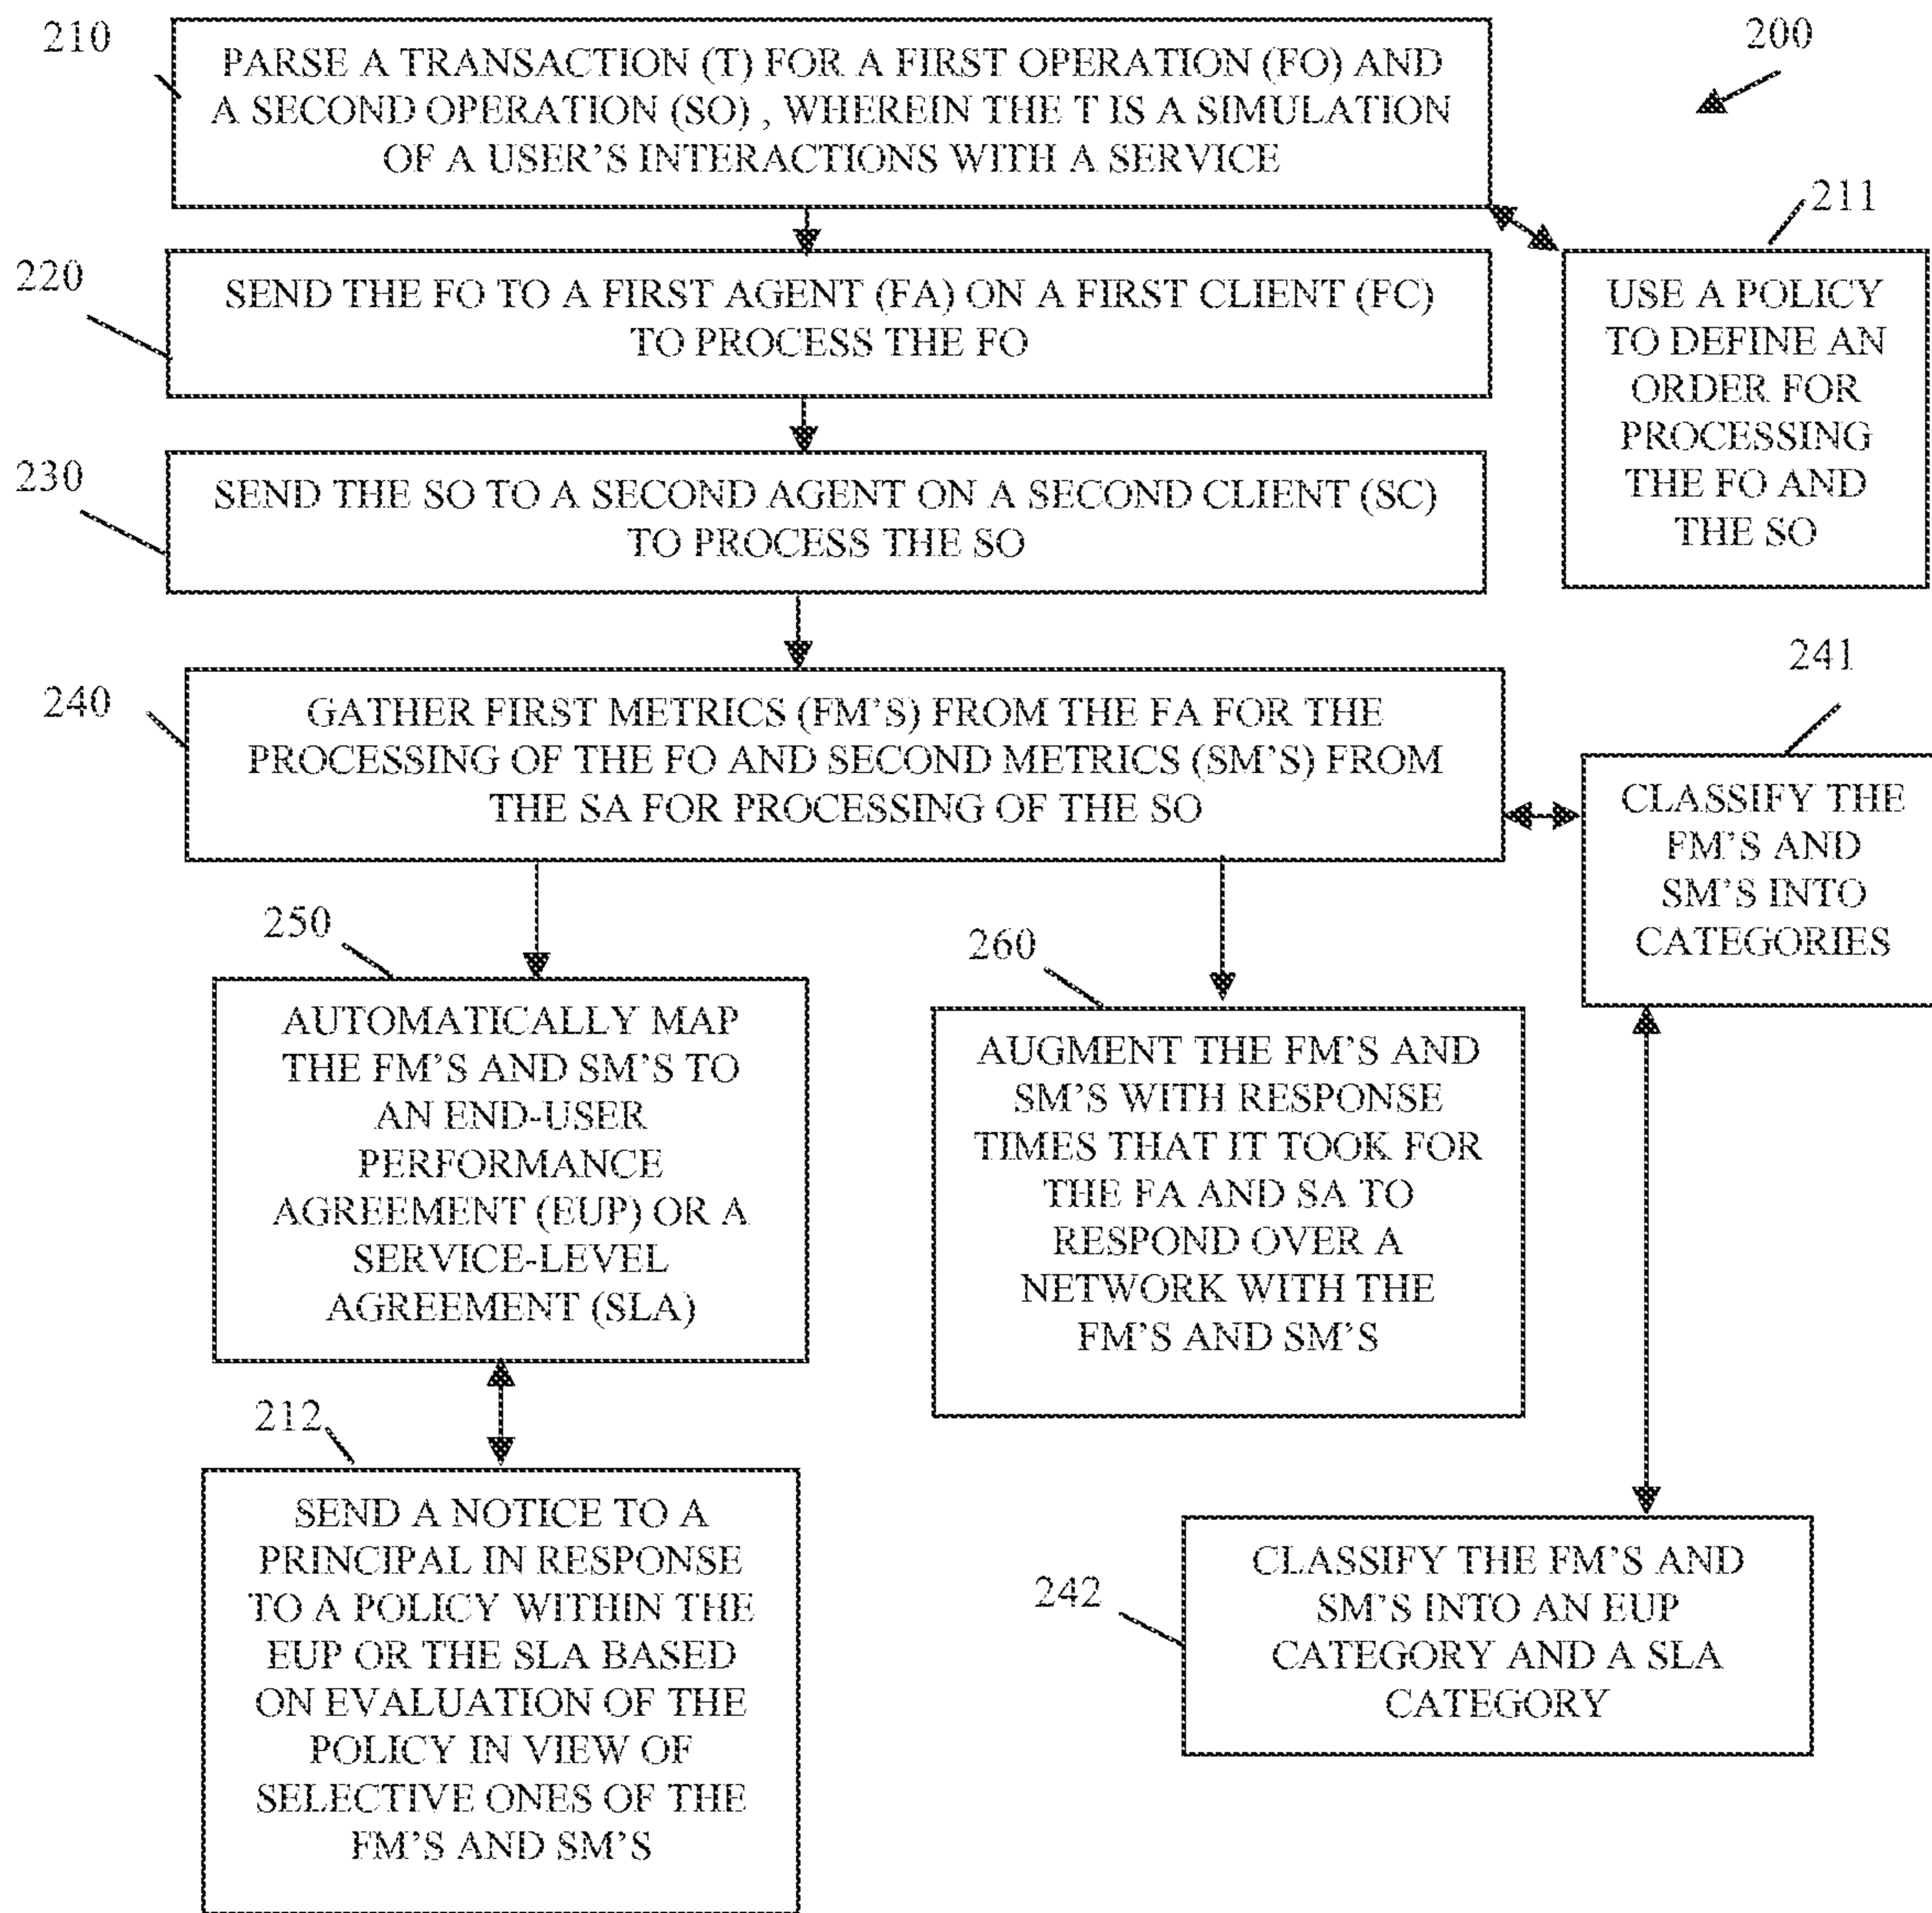 210
200
PARSE A TRANSACTION (T) FOR A FIRST OPERATION (FO) AND
A SECOND OPERATION (SO) , WHEREIN THE T IS A SIMULATION
OF A USER'S INTERACTIONS WITH A SERVICE
211
USE A POLICY
TO DEFINE AN
ORDER FOR
PROCESSING
THE FO AND
THE SO
220
SEND THE FO TO A FIRST AGENT (FA) ON A FIRST CLIENT (FC)
TO PROCESS THE FO
230
SEND THE SO TO A SECOND AGENT ON A SECOND CLIENT (SC)
TO PROCESS THE SO
240
GATHER FIRST METRICS (FM'S) FROM THE FA FOR THE
PROCESSING OF THE FO AND SECOND METRICS (SM'S) FROM
THE SA FOR PROCESSING OF THE SO
241
CLASSIFY THE
FM'S AND
SM'S INTO
CATEGORIES
250
AUTOMATICALLY MAP
THE FM'S AND SM'S TO
AN END-USER
PERFORMANCE
AGREEMENT (EUP) OR A
SERVICE-LEVEL
AGREEMENT (SLA)
260
AUGMENT THE FM'S AND
SM'S WITH RESPONSE
TIMES THAT IT TOOK FOR
THE FA AND SA TO
RESPOND OVER A
NETWORK WITH THE
FM'S AND SM'S
212
SEND A NOTICE TO A
PRINCIPAL IN RESPONSE
TO A POLICY WITHIN THE
EUP OR THE SLA BASED
ON EVALUATION OF THE
POLICY IN VIEW OF
SELECTIVE ONES OF THE
FM'S AND SM'S
242
CLASSIFY THE FM'S AND
SM'S INTO AN EUP
CATEGORY AND A SLA
CATEGORY